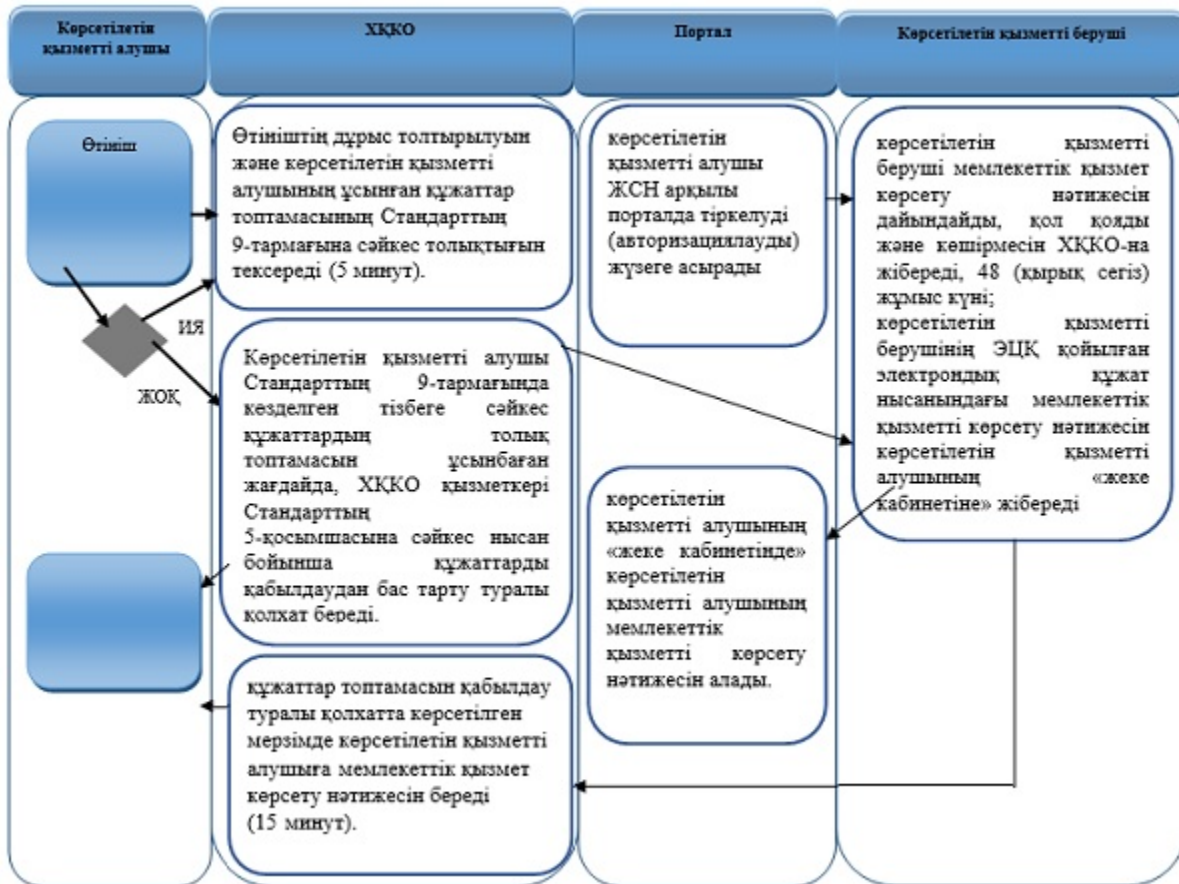 Көрсетілетін
қызметті алушы
ХҚКО
Портал
Көрсетілетін қызметті беруші
Өтініш
ИЯ
ЖОҚ
Өтініштің дұрыс толтырылуын
және көрсетілетін қызметті
алушының ұсынған құжаттар
топтамасының Стандарттың
9-тармағына сәйкес толықтығын
тексереді (5 минут).
Көрсетілетін қызметті алушы
Стандарттың 9-тармағында
көзделген тізбеге сәйкес
құжаттардың толық
топтамасын ұсынбаған
жағдайда, ХҚКО қызметкері
Стандарттың
5-қосымшасына сәйкес нысан
бойынша құжаттарды
қабылдаудан бас тарту туралы
қолхат береді.
құжаттар топтамасын қабылдау
туралы қолхатта көрсетілген
мерзімде көрсетілетін қызметті
алушыға мемлекеттік қызмет
көрсету нәтижесін береді
(15 минут).
көрсетілетін
қызметті алушы
ЖСН арқылы
порталда тіркелуді
(авторизациялауды)
жүзеге асырады
көрсетілетін
қызметті алушының
«жеке кабинетінде»
көрсетілетін
қызметті алушының
мемлекеттік
қызметті көрсету
нәтижесін алады.
көрсетілетін қызметті
беруші мемлекеттік қызмет
көрсету нәтижесін
дайындайды, қол қояды
және көшірмесін ХҚКО-на
жібереді, 48 (қырық сегіз)
жұмыс күні;
көрсетілетін қызметті
берушінің ЭЦҚ қойылған
электрондық құжат
нысанындағы мемлекеттік
қызметті көрсету нәтижесін
көрсетілетін қызметті
алушының «жеке
кабинетіне» жібереді